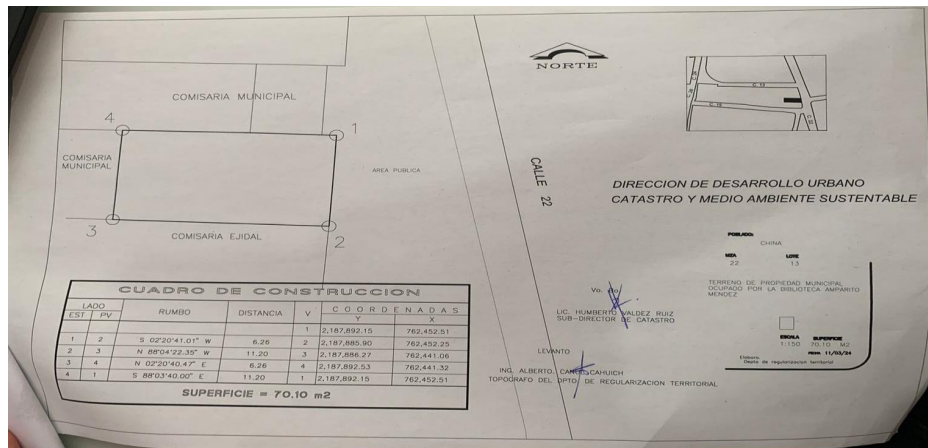 COMISARIA MUNICIPAL
4
1
COMISARIA
MUNICIPAL
AREA PUBLICA
3
2
COMISARIA EJIDAL
CALLE 22
NORTE
C. 19
C. 22
DIRECCION DE DESARROLLO URBANO
CATASTRO Y MEDIO AMBIENTE SUSTENTABLE
POBLADO:
CHINA
MZA LOTE
22 13
TERRENO DE PROPIEDAD MUNICIPAL
OCUPADO POR LA BIBLIOTECA AMPARITO
MENDEZ
ESCALA SUPERFICIE
1:150 70.10 M2
FECHA 11/03/24
Elaboro.
Depto de regularizacion territorial
Vo. Bo.
LIC. HUMBERTO VALDEZ RUIZ
SUB-DIRECTOR DE CATASTRO
LEVANTO
ING. ALBERTO CAHUICH
TOPOGRAFO DEL DPTO. DE REGULARIZACION TERRITORIAL
CUADRO DE CONSTRUCCION
LADO RUMBO DISTANCIA V COORDENADAS
EST PV Y X
1 2,187,892.15 762,452.51
1 2 S 02°20'41.01" W 6.26 2 2,187,885.90 762,452.25
2 3 N 88°04'22.35" W 11.20 3 2,187,886.27 762,441.06
3 4 N 02°20'40.47" E 6.26 4 2,187,892.53 762,441.32
4 1 S 88°03'40.00" E 11.20 1 2,187,892.15 762,452.51
SUPERFICIE = 70.10 m2